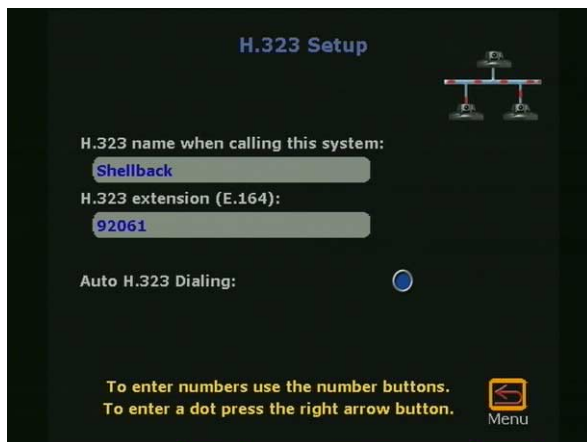 H.323 Setup
H.323 name when calling this system:
Shellback
H.323 extension (E.164):
92061
Auto H.323 Dialing:
To enter numbers use the number buttons.
To enter a dot press the right arrow button.
Menu